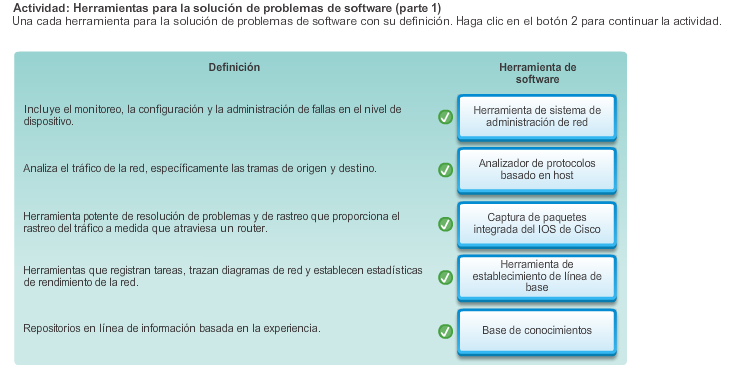 Actividad: Herramientas para la solución de problemas de software (parte 1)
Una cada herramienta para la solución de problemas de software con su definición. Haga clic en el botón 2 para continuar la actividad.
Definición
Herramienta de
software
Incluye el monitoreo, la configuración y la administración de fallas en el nivel de
dispositivo.
Herramienta de sistema de
administración de red
Analiza el tráfico de la red, específicamente las tramas de origen y destino.
Analizador de protocolos
basado en host
Herramienta potente de resolución de problemas y de rastreo que proporciona el
rastreo del tráfico a medida que atraviesa un router.
Captura de paquetes
integrada del IOS de Cisco
Herramientas que registran tareas, trazan diagramas de red y establecen estadísticas
de rendimiento de la red.
Herramienta de
establecimiento de línea de
base
Repositorios en línea de información basada en la experiencia.
Base de conocimientos